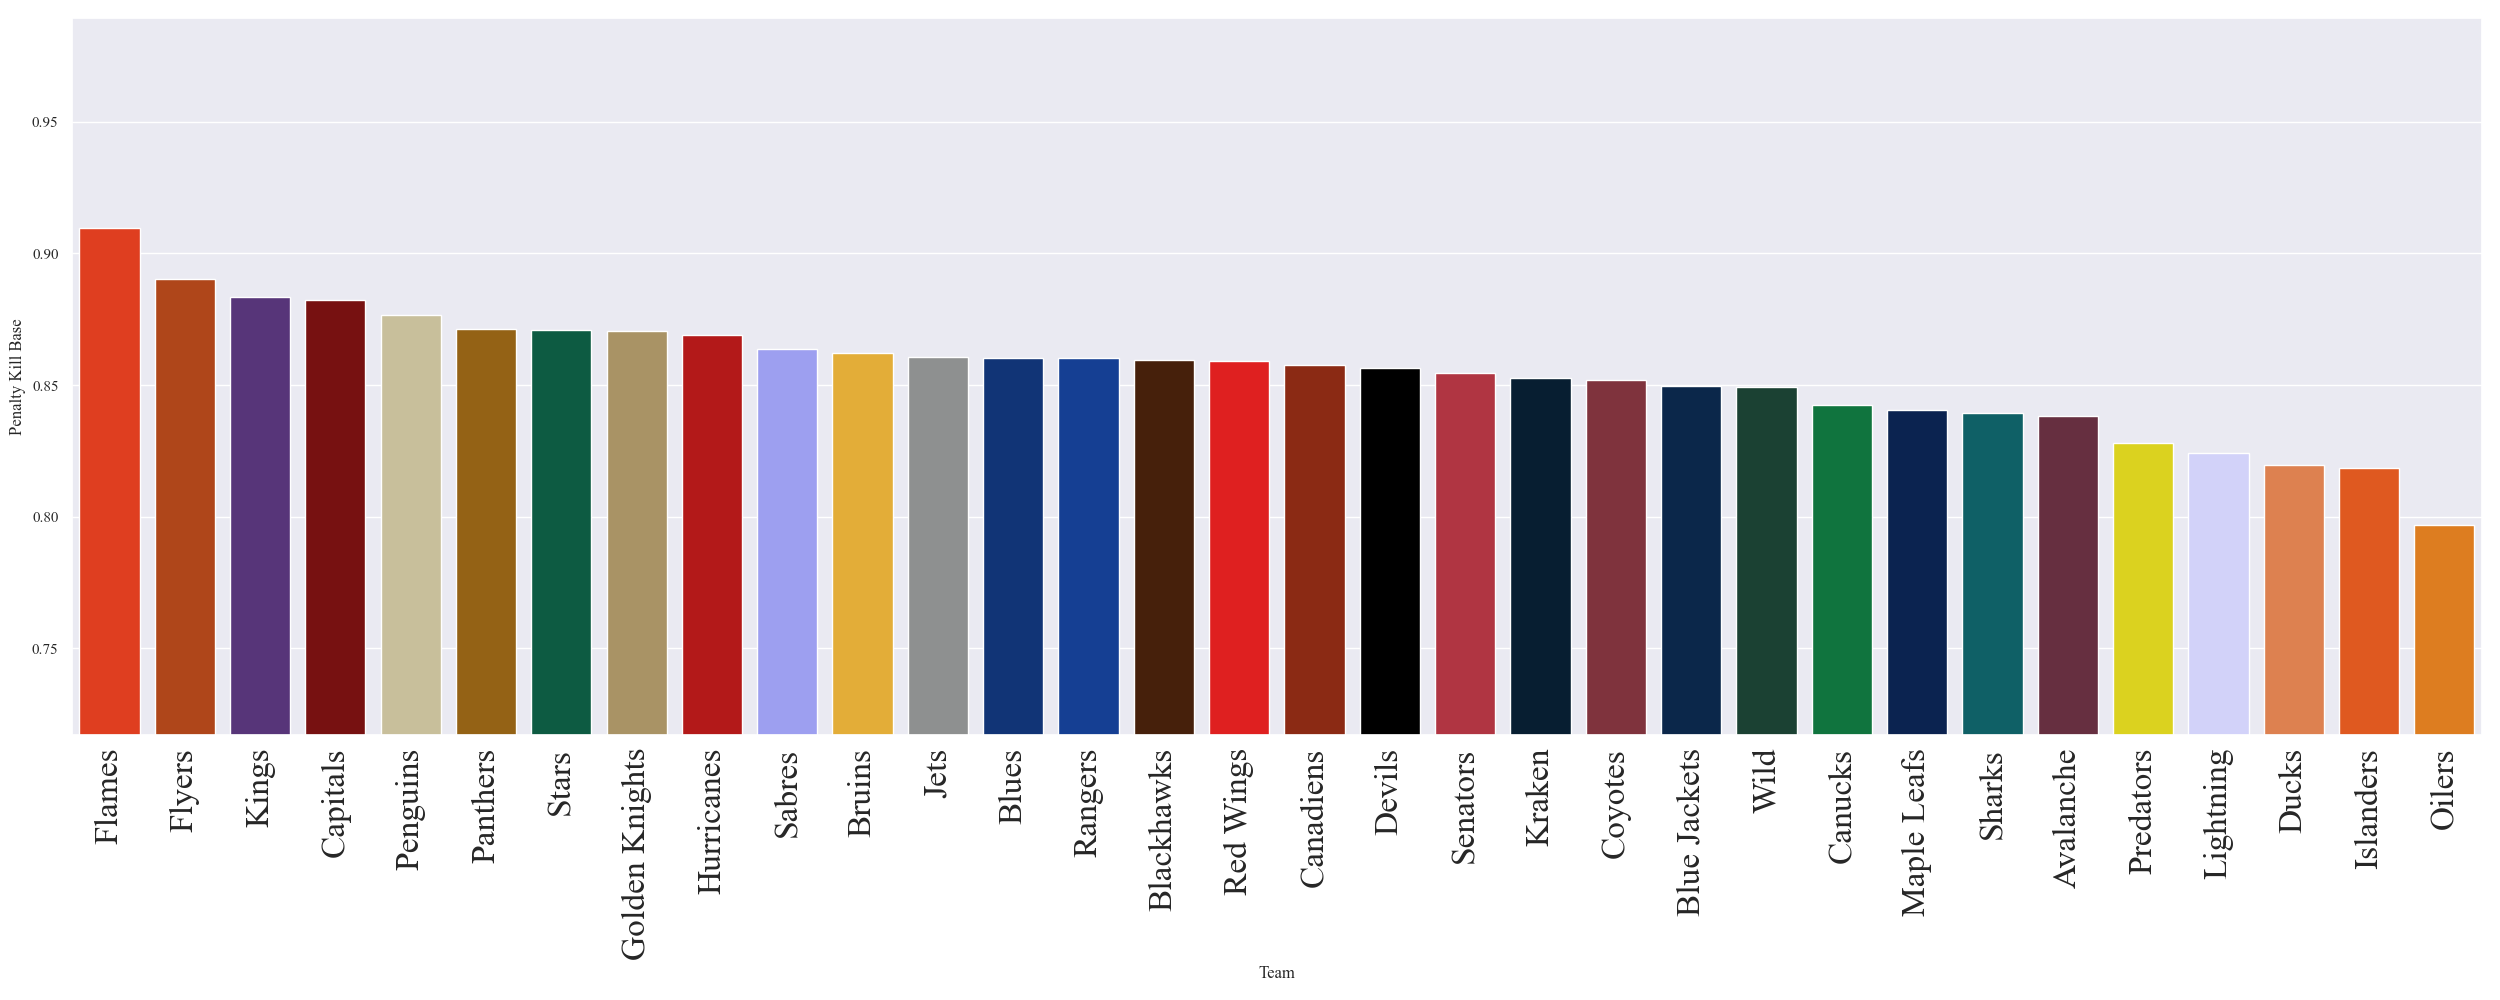 0.95
0.90
0.85
0.80
0.75
Penalty Kill Base
Flames
Flyers
Kings
Capitals
Penguins
Panthers
Stars
Golden Knights
Hurricanes
Sabres
Bruins
Jets
Blues
Rangers
Blackhawks
Red Wings
Canadiens
Devils
Senators
Kraken
Coyotes
Blue Jackets
Wild
Canucks
Maple Leafs
Sharks
Avalanche
Predators
Lightning
Ducks
Islanders
Oilers
Team